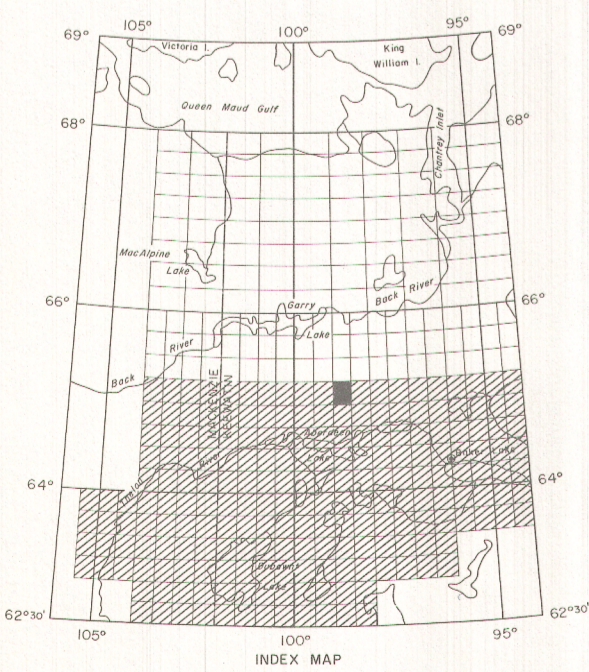 105°
100°
95°
69°
69°
Victoria I.
King
William I.
Queen Maud Gulf
68°
68°
Chantrey Inlet
MacAlpine
Lake
66°
66°
Garry
Lake
Back River
Back
River
MACKENZIE
KEEWATIN
Aberdeen
Lake
Baker Lake
Thelon
River
64°
64°
Dubawnt
Lake
62°30'
62°30'
105°
100°
95°
INDEX MAP